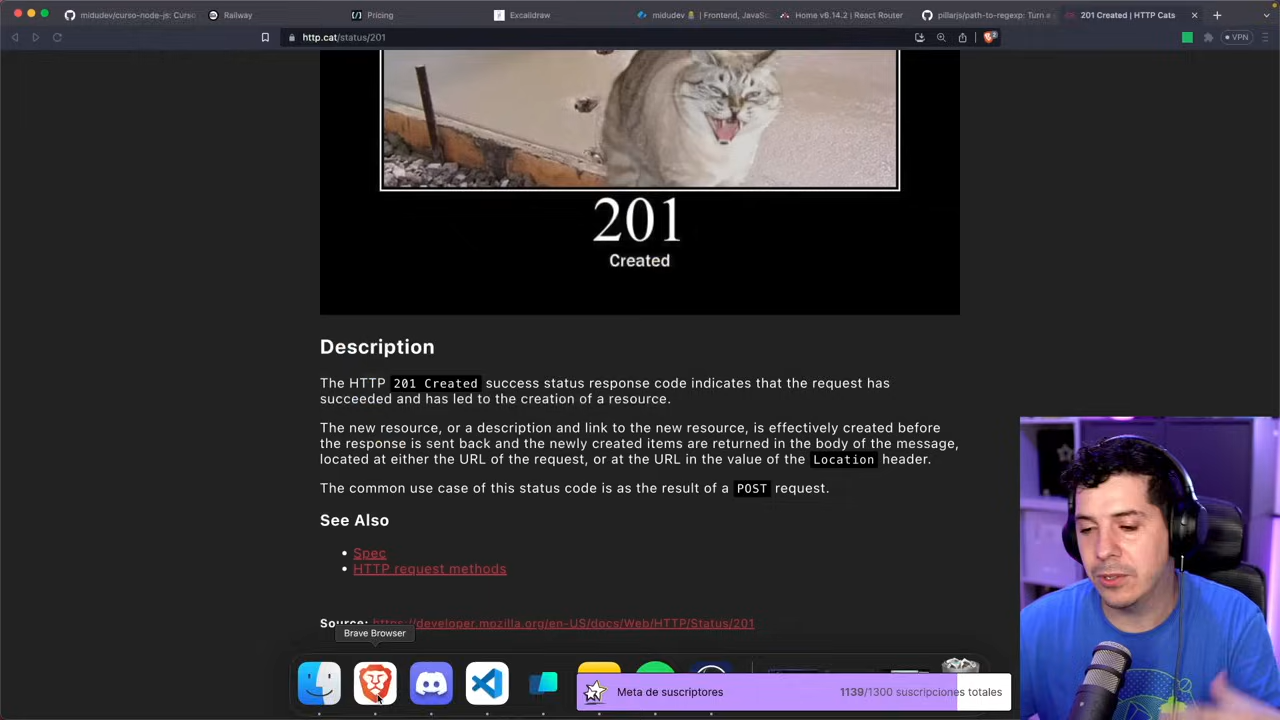 midudev/curso-node-js: Curso
Railway
Pricing
Excalidraw
midudev | Frontend, JavaSc
Home v6.14.2 | React Router
pillarjs/path-to-regexp: Turn a
201 Created | HTTP Cats
http.cat/status/201
VPN
201
Created
Description
The HTTP 201 Created success status response code indicates that the request has
succeeded and has led to the creation of a resource.
The new resource, or a description and link to the new resource, is effectively created before
the response is sent back and the newly created items are returned in the body of the message,
located at either the URL of the request, or at the URL in the value of the Location header.
The common use case of this status code is as the result of a POST request.
See Also
• Spec
• HTTP request methods
Source: https://developer.mozilla.org/en-US/docs/Web/HTTP/Status/201
Brave Browser
Meta de suscriptores 1139/1300 suscripciones totales